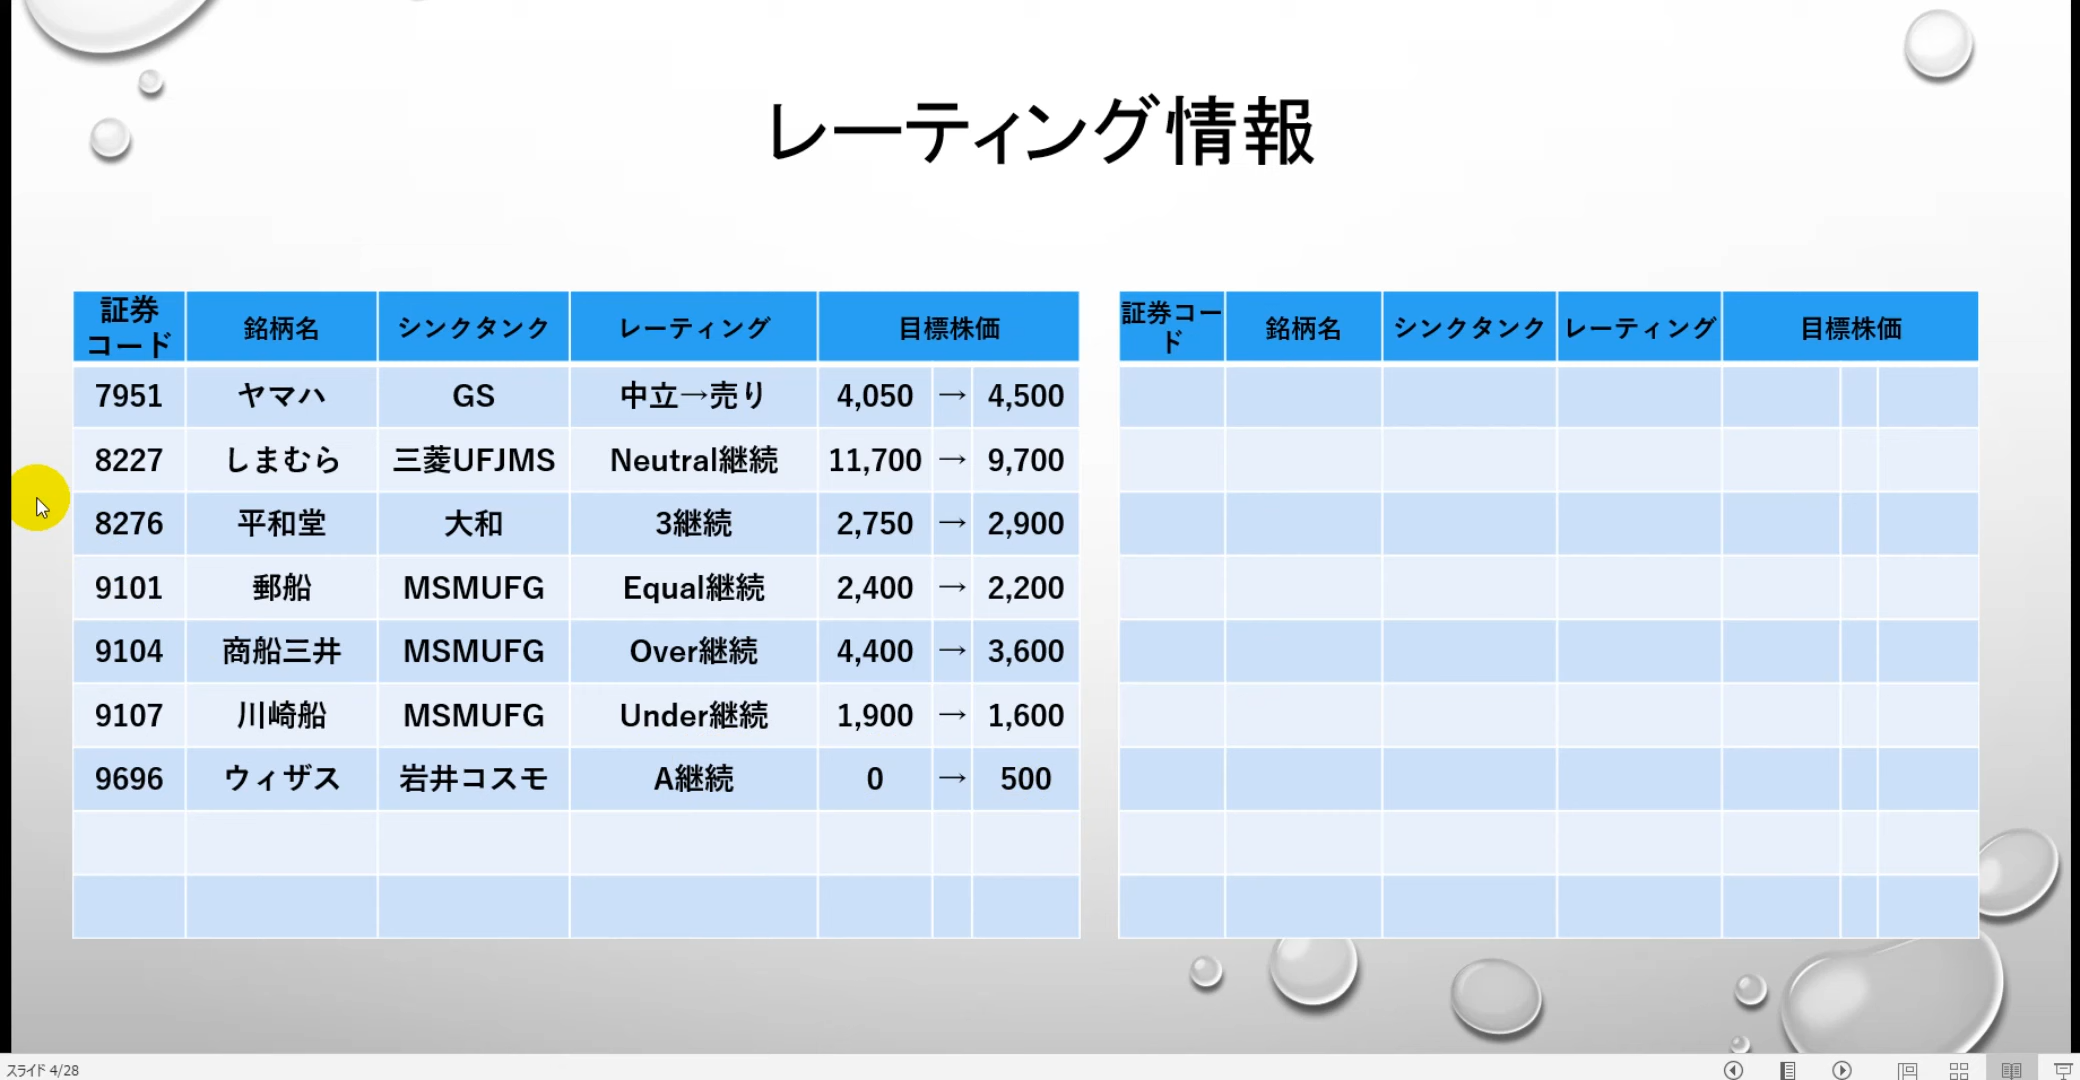 レーティング情報
証券
コード 銘柄名 シンクタンク レーティング 目標株価
7951 ヤマハ GS 中立→売り 4,050 → 4,500
8227 しまむら 三菱UFJMS Neutral継続 11,700 → 9,700
8276 平和堂 大和 3継続 2,750 → 2,900
9101 郵船 MSMUFG Equal継続 2,400 → 2,200
9104 商船三井 MSMUFG Over継続 4,400 → 3,600
9107 川崎船 MSMUFG Under継続 1,900 → 1,600
9696 ウィザス 岩井コスモ A継続 0 → 500
証券コー
ド 銘柄名 シンクタンク レーティング 目標株価
スライド 4/28